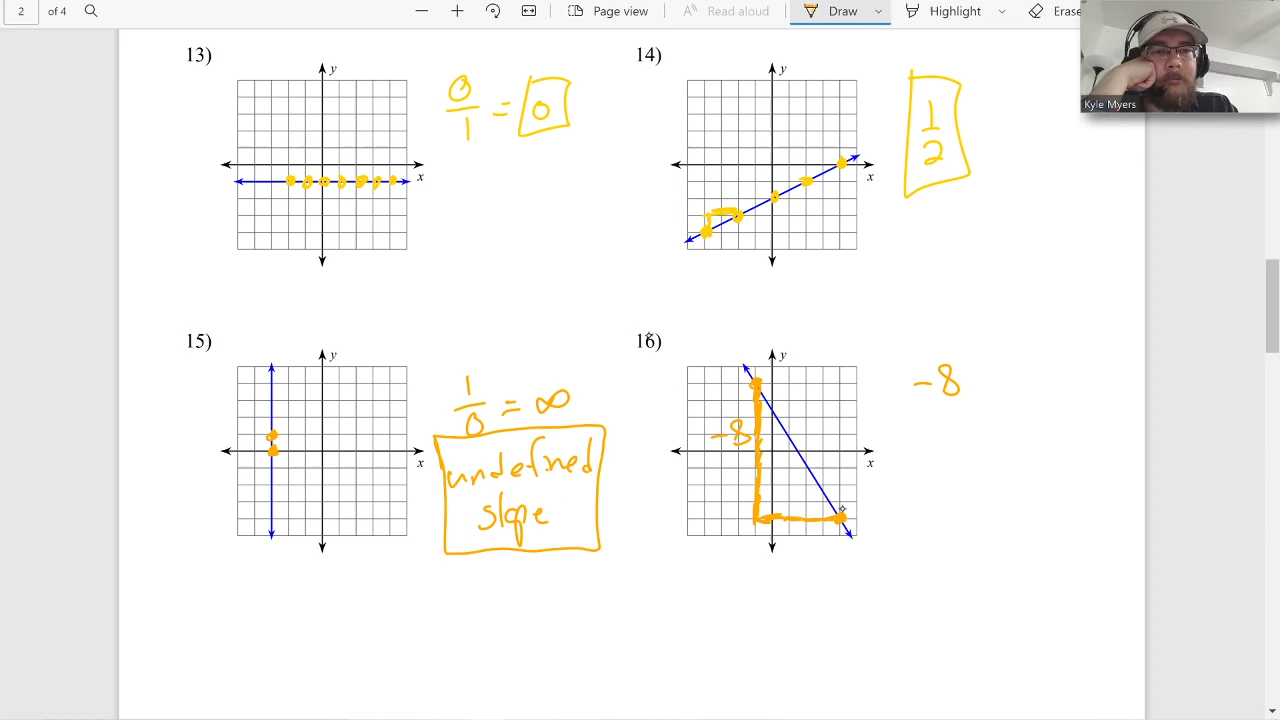 2 of 4 Page view Read aloud Draw Highlight Erase
Kyle Myers
13)
y
x
0/1 = 0
14)
y
x
1/2
15)
y
x
1/0 = ∞
undefined
slope
16)
y
x
-8
-8